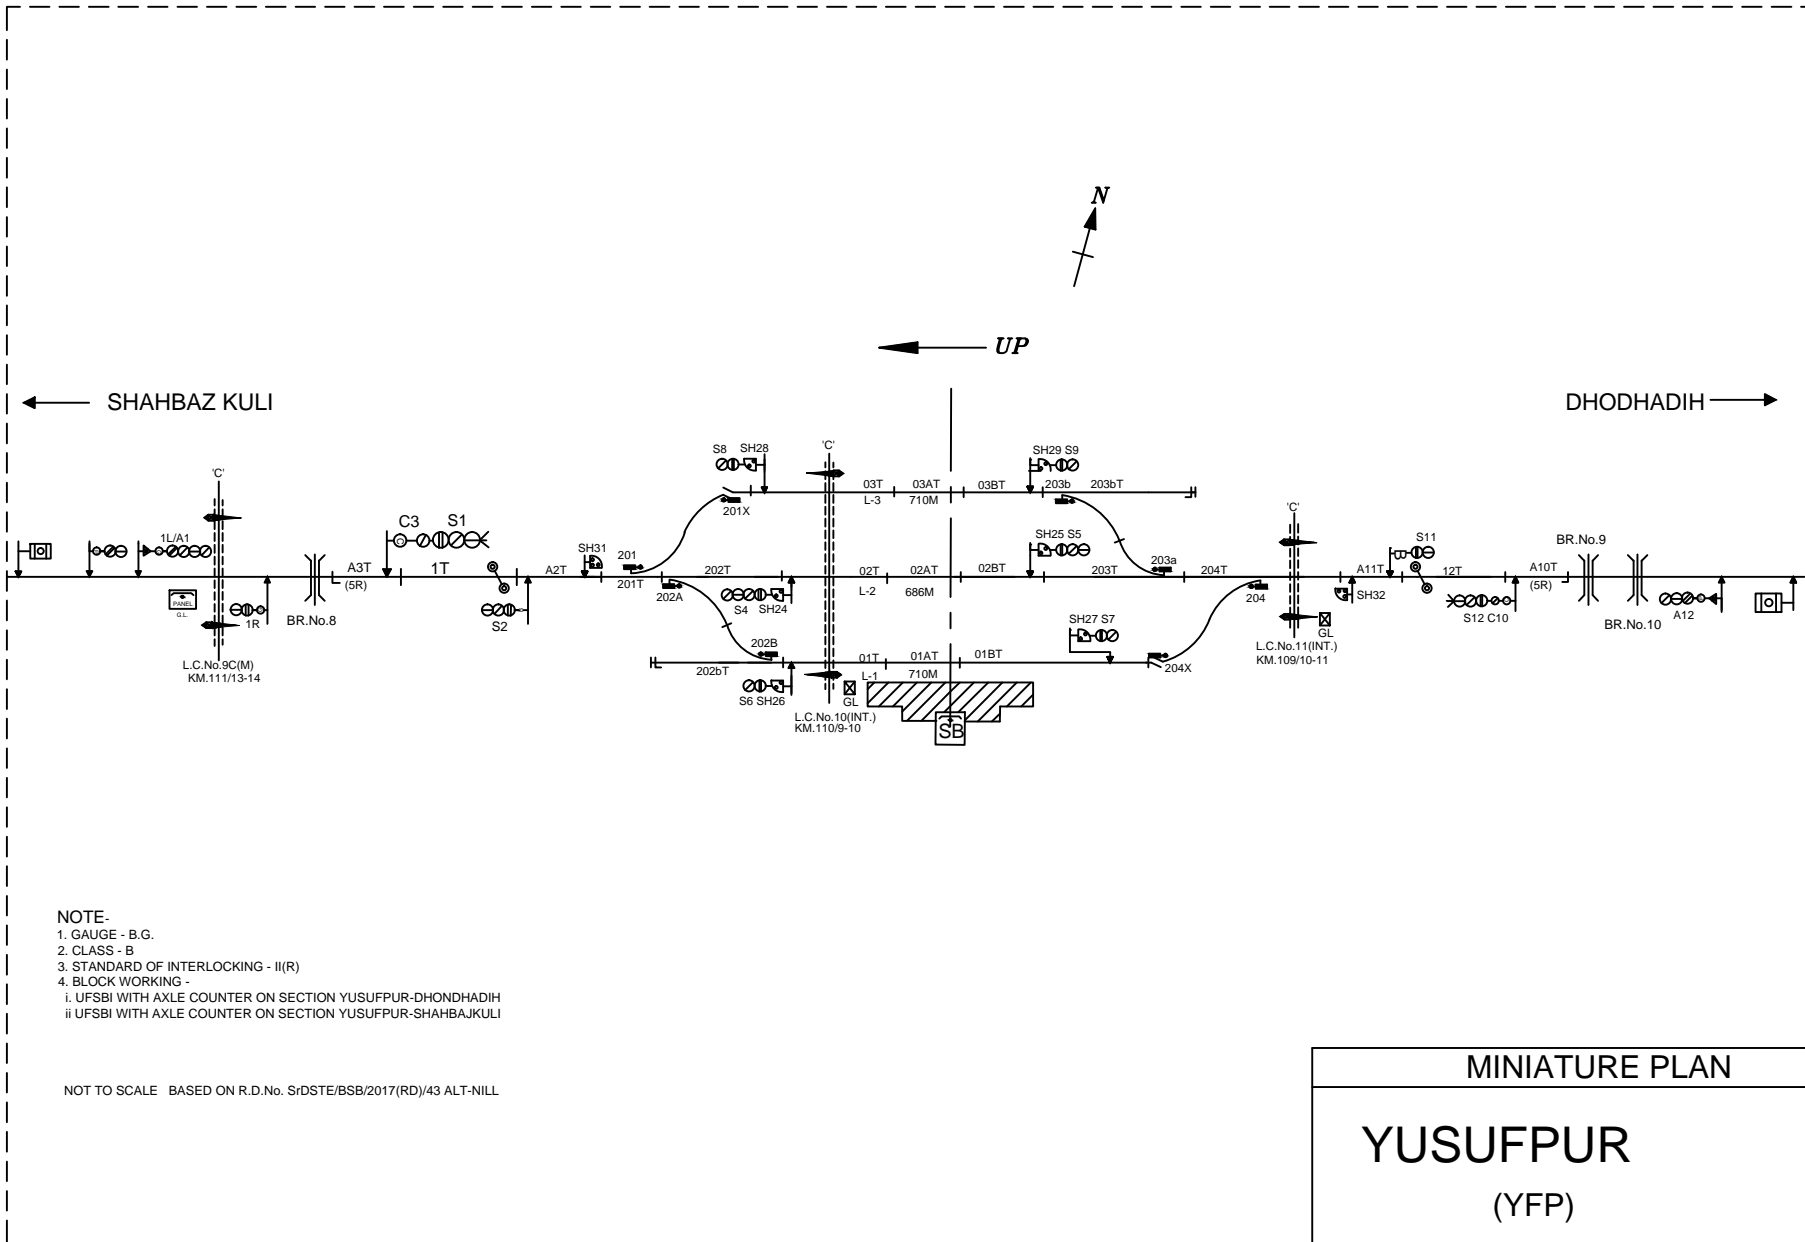 N
UP
SHAHBAZ KULI
DHODHADIH
'C'
1L/A1
PANEL
G.L.
1R
L.C.No.9C(M)
KM.111/13-14
BR.No.8
A3T
(5R)
C3 S1
C
1T
S2
A2T
SH31
201
201T
202A
202T
S8 SH28
201X
'C'
03T 03AT 03BT
L-3 710M
SH29 S9
203b 203bT
S4 SH24
02T 02AT 02BT
L-2 686M
SH25 S5
203a
203T
204T
204
202B
202bT
S6 SH26
01T 01AT 01BT
L-1 710M
GL
L.C.No.10(INT.)
KM.110/9-10
SB
SH27 S7
204X
'C'
GL
L.C.No.11(INT.)
KM.109/10-11
A11T
SH32
S11
12T
S12 C10
A10T
(5R)
BR.No.9
BR.No.10
A12
NOTE-
1. GAUGE - B.G.
2. CLASS - B
3. STANDARD OF INTERLOCKING - II(R)
4. BLOCK WORKING -
i. UFSBI WITH AXLE COUNTER ON SECTION YUSUFPUR-DHONDHADIH
ii UFSBI WITH AXLE COUNTER ON SECTION YUSUFPUR-SHAHBAJKULI
NOT TO SCALE BASED ON R.D.No. SrDSTE/BSB/2017(RD)/43 ALT-NILL
MINIATURE PLAN
YUSUFPUR
(YFP)